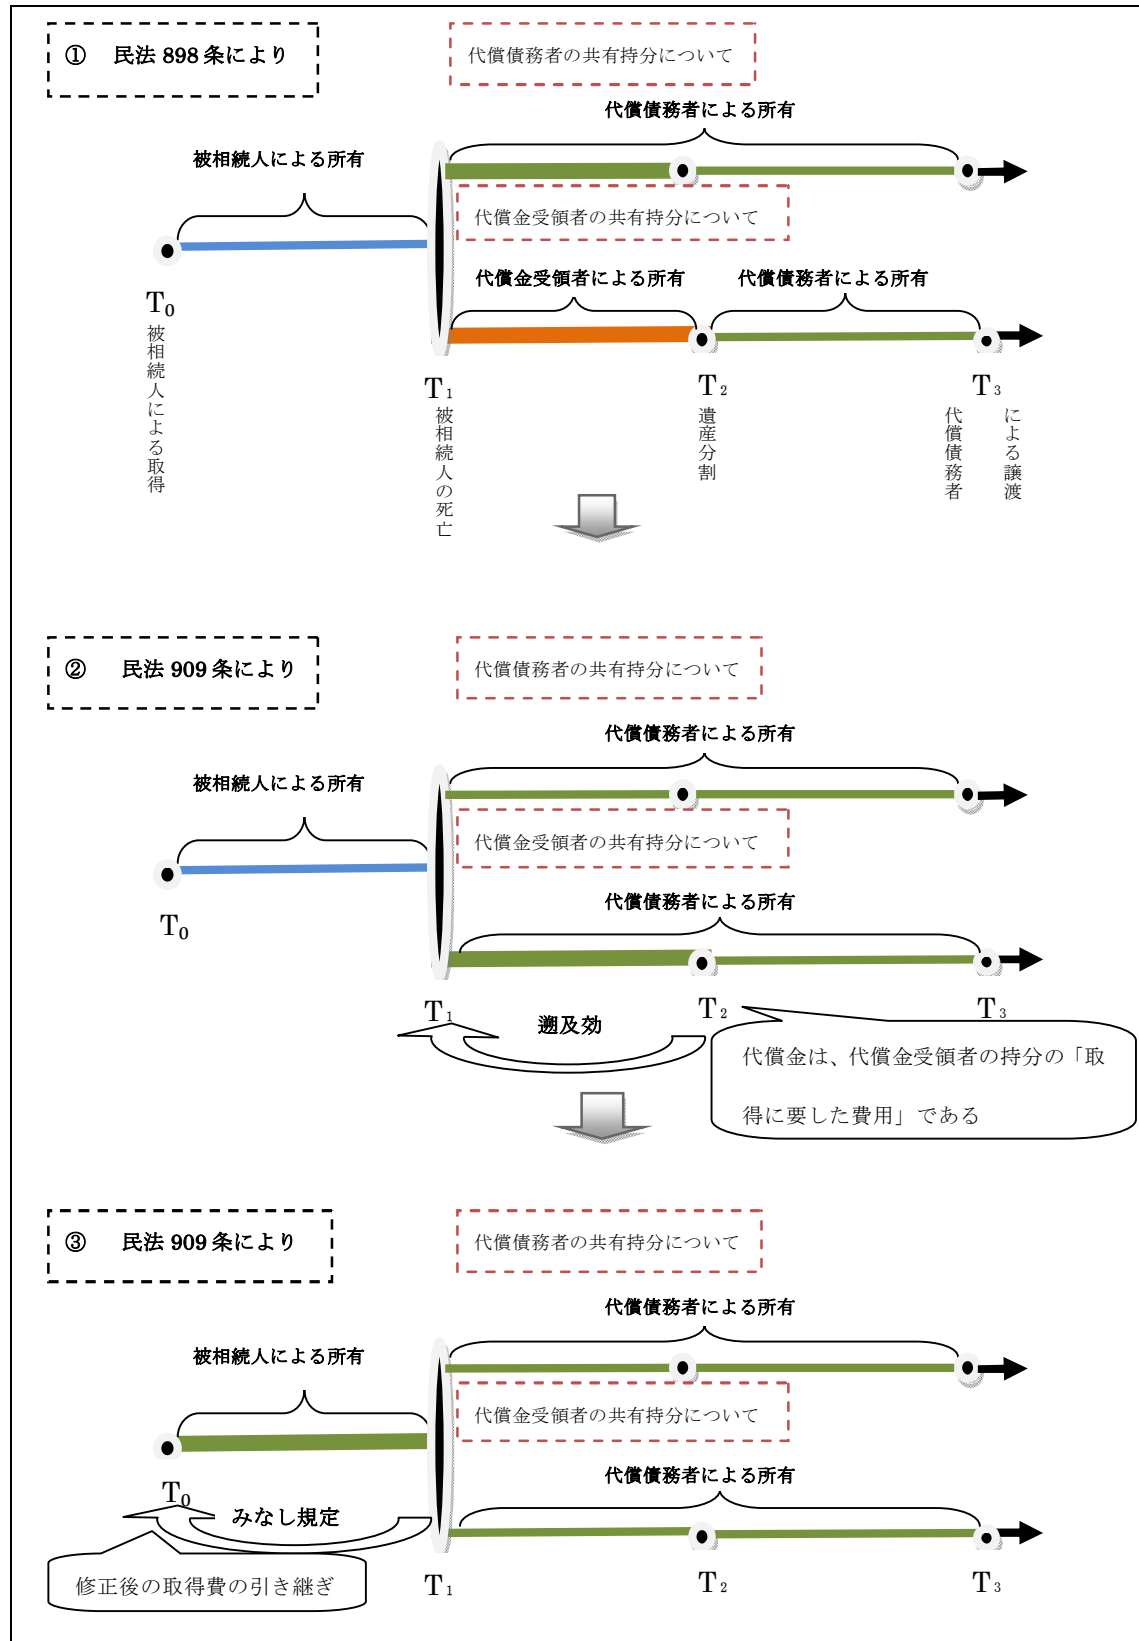 ① 民法 898 条により
代償債務者の共有持分について
代償債務者による所有
被相続人による所有
代償金受領者の共有持分について
代償金受領者による所有
代償債務者による所有
T₀
被相続人による取得
T₁
被相続人の死亡
T₂
遺産分割
T₃
代償債務者
による譲渡
② 民法 909 条により
代償債務者の共有持分について
代償債務者による所有
被相続人による所有
代償金受領者の共有持分について
代償債務者による所有
T₀
T₁
T₂
T₃
遡及効
代償金は、代償金受領者の持分の「取
得に要した費用」である
③ 民法 909 条により
代償債務者の共有持分について
代償債務者による所有
被相続人による所有
代償金受領者の共有持分について
代償債務者による所有
T₀
みなし規定
修正後の取得費の引き継ぎ
T₁
T₂
T₃